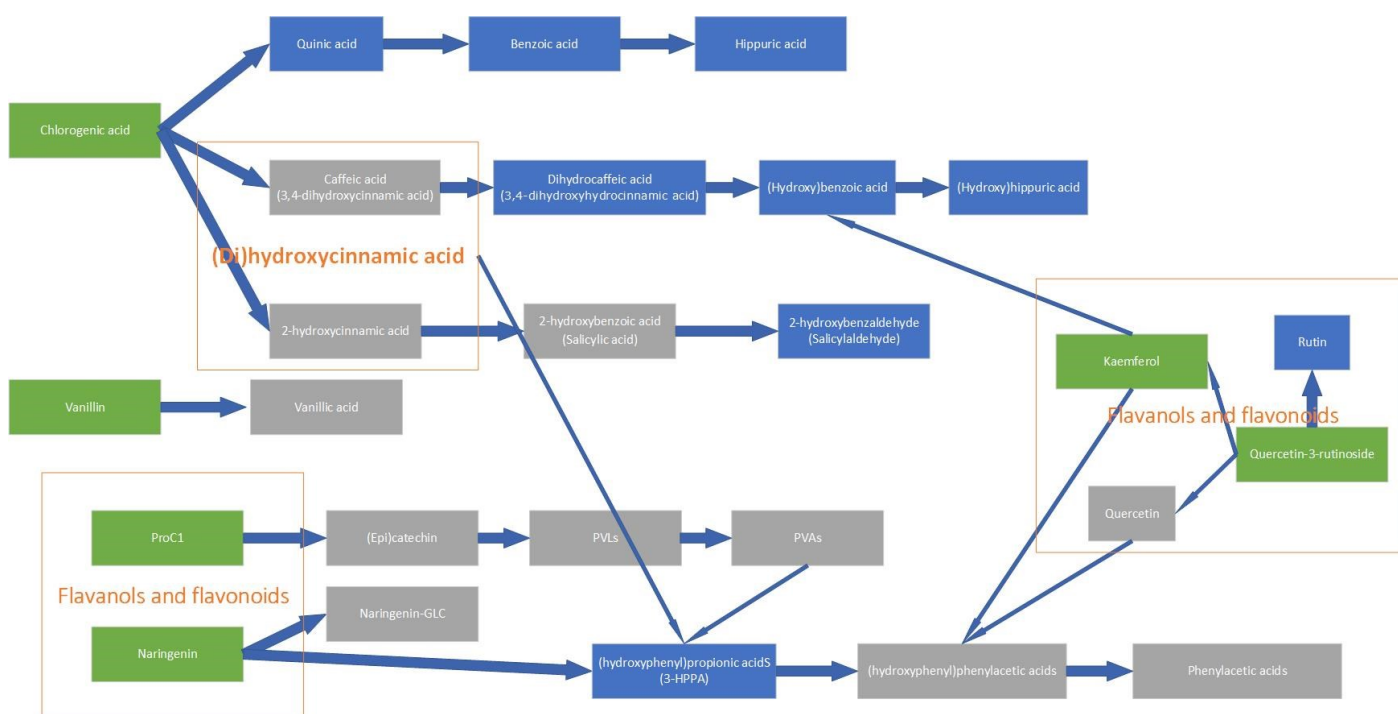 Quinic acid
Benzoic acid
Hippuric acid
Chlorogenic acid
Caffeic acid
(3,4-dihydroxycinnamic acid)
Dihydrocaffeic acid
(3,4-dihydroxyhydrocinnamic acid)
(Hydroxy)benzoic acid
(Hydroxy)hippuric acid
(Di)hydroxycinnamic acid
2-hydroxycinnamic acid
2-hydroxybenzoic acid
(Salicylic acid)
2-hydroxybenzaldehyde
(Salicylaldehyde)
Kaemferol
Rutin
Vanillin
Vanillic acid
Flavanols and flavonoids
Quercetin-3-rutinoside
Quercetin
ProC1
(Epi)catechin
PVLs
PVAs
Flavanols and flavonoids
Naringenin-GLC
Naringenin
(hydroxyphenyl)propionic acidS
(3-HPPA)
(hydroxyphenyl)phenylacetic acids
Phenylacetic acids